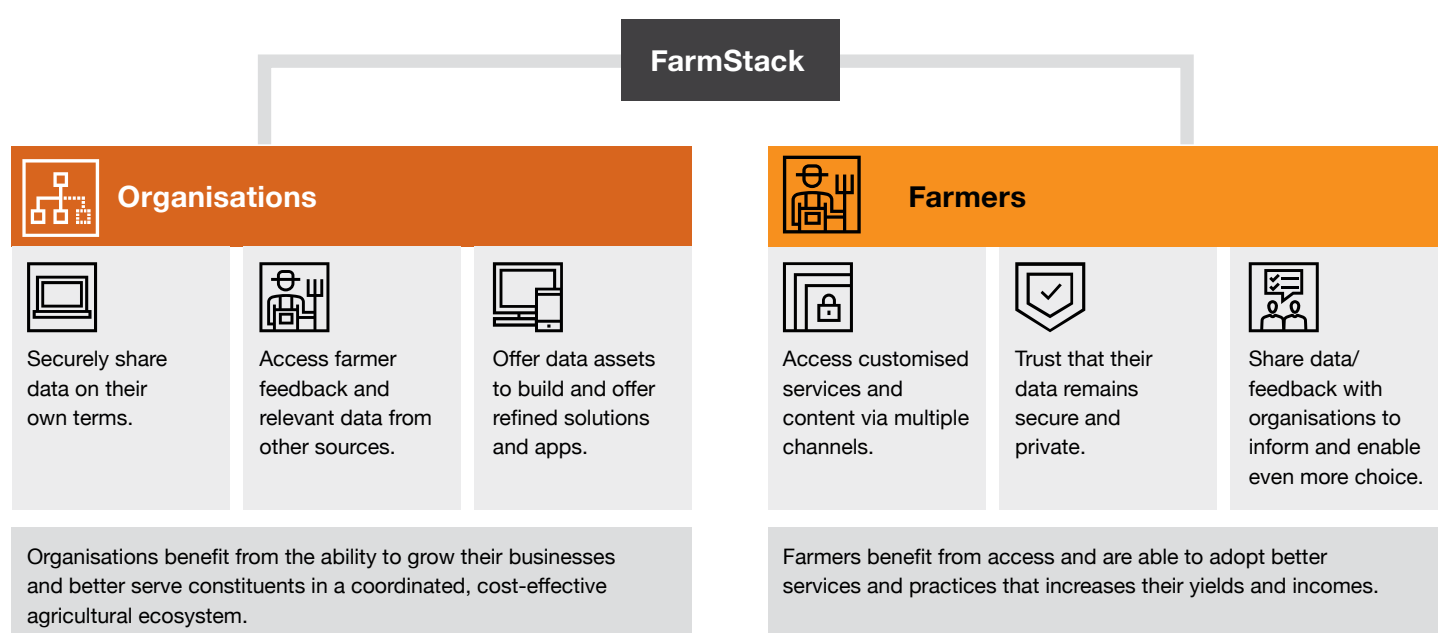 FarmStack
Organisations
Securely share
data on their
own terms.
Access farmer
feedback and
relevant data from
other sources.
Offer data assets
to build and offer
refined solutions
and apps.
Organisations benefit from the ability to grow their businesses
and better serve constituents in a coordinated, cost-effective
agricultural ecosystem.
Farmers
Access customised
services and
content via multiple
channels.
Trust that their
data remains
secure and
private.
Share data/
feedback with
organisations to
inform and enable
even more choice.
Farmers benefit from access and are able to adopt better
services and practices that increases their yields and incomes.